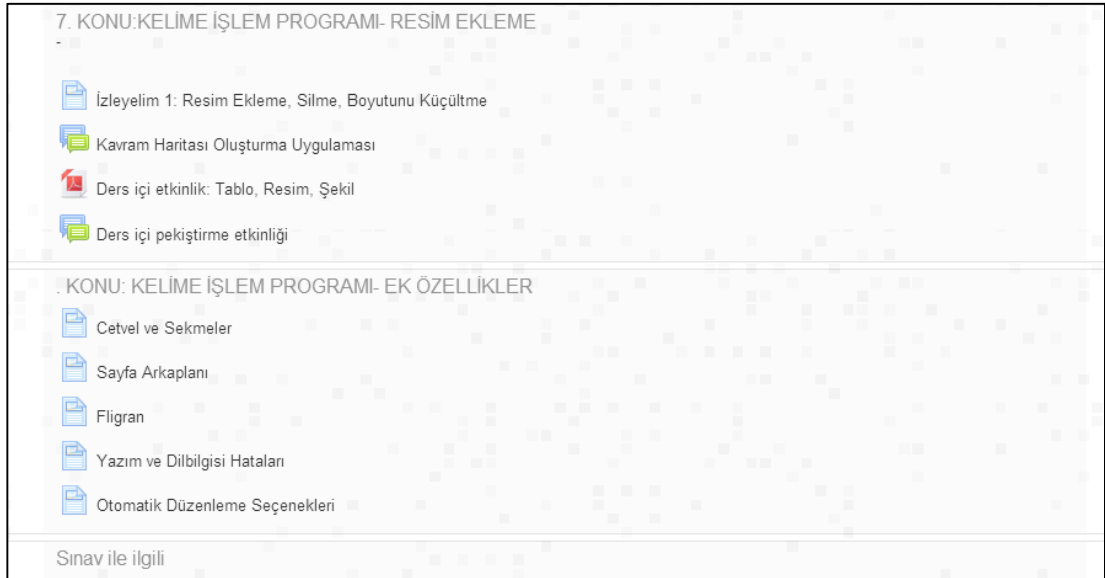 7. KONU:KELİME İŞLEM PROGRAMI- RESİM EKLEME
-
İzleyelim 1: Resim Ekleme, Silme, Boyutunu Küçültme
Kavram Haritası Oluşturma Uygulaması
Ders içi etkinlik: Tablo, Resim, Şekil
Ders içi pekiştirme etkinliği
. KONU: KELİME İŞLEM PROGRAMI- EK ÖZELLİKLER
Cetvel ve Sekmeler
Sayfa Arkaplanı
Fligran
Yazım ve Dilbilgisi Hataları
Otomatik Düzenleme Seçenekleri
Sınav ile ilgili